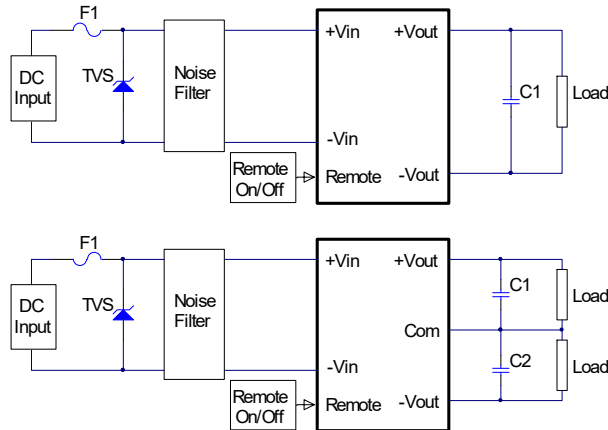 F1
DC
Input
TVS
Noise
Filter
+Vin
+Vout
-Vin
Remote
On/Off
Remote
-Vout
C1
Load
F1
DC
Input
TVS
Noise
Filter
+Vin
+Vout
Com
-Vin
Remote
On/Off
Remote
-Vout
C1
Load
C2
Load